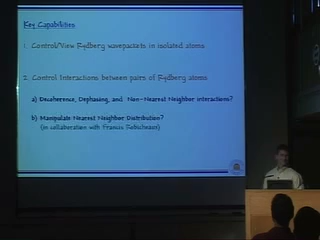 Key Capabilities
1. Control/View Rydberg wavepackets in isolated atoms
2. Control Interactions between pairs of Rydberg atoms
a) Decoherence, Dephasing, and Non-Nearest Neighbor interactions?
b) Manipulate Nearest Neighbor Distribution?
(in collaboration with Francis Robicheaux)